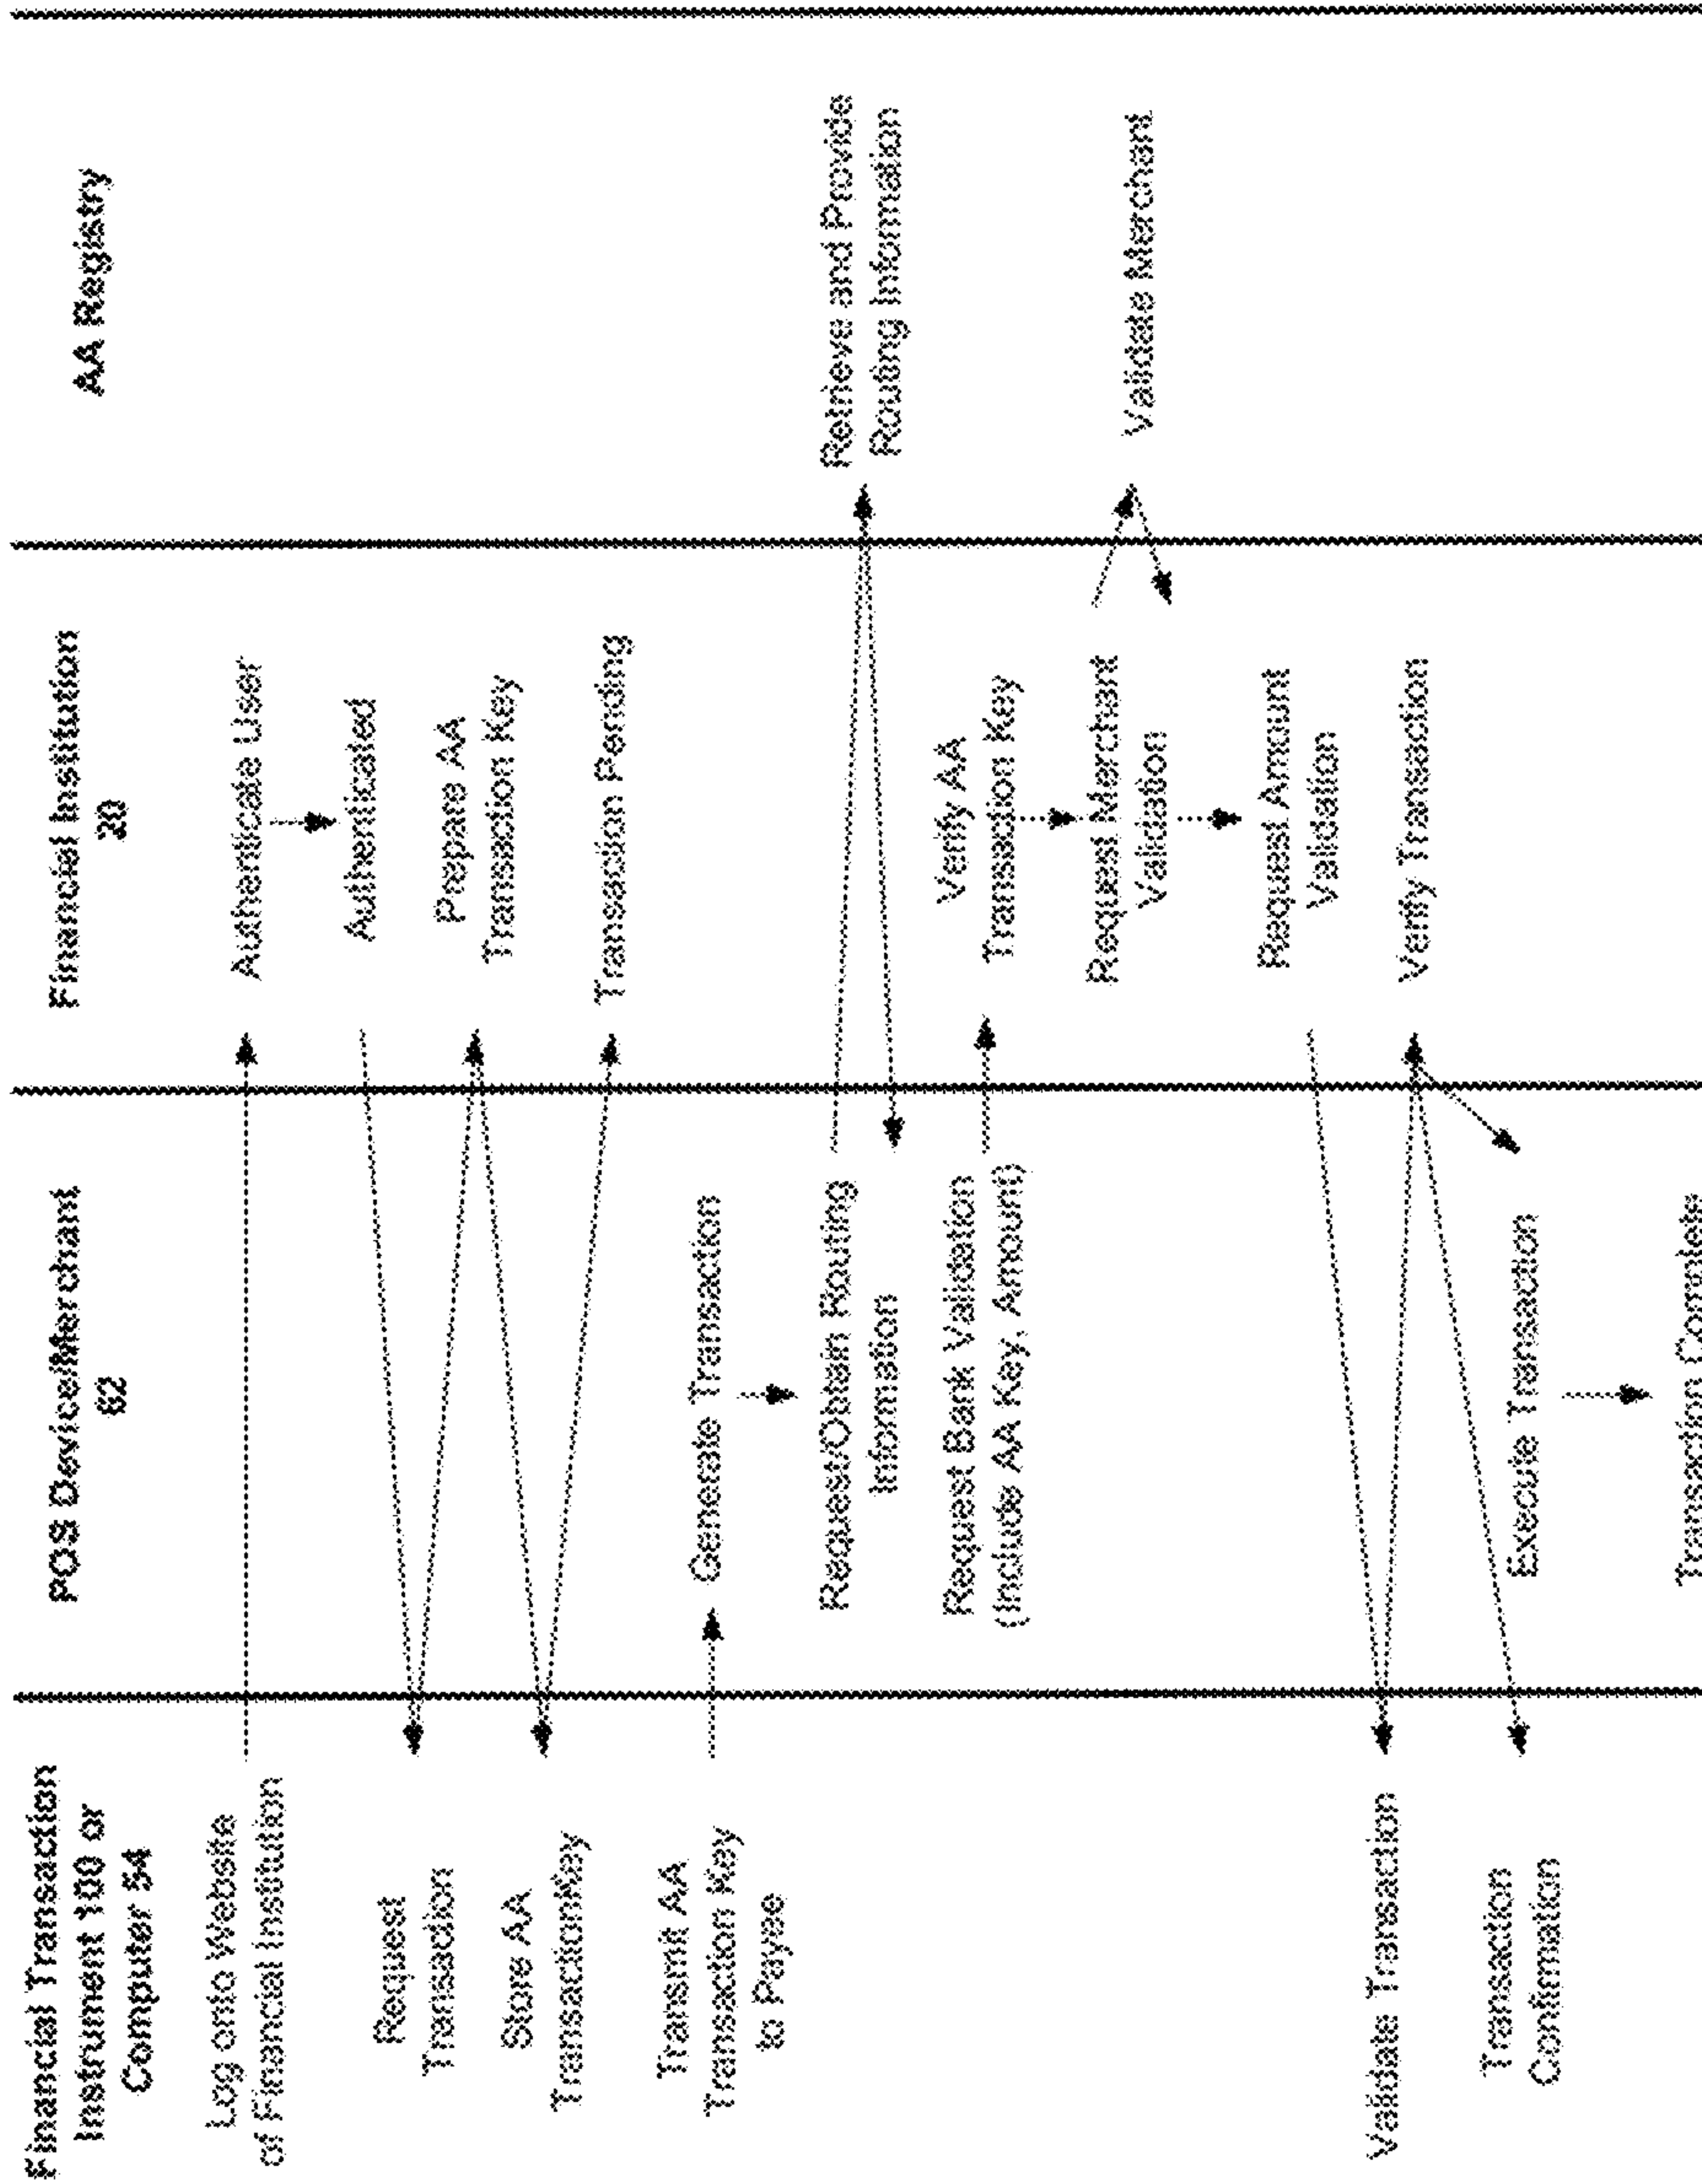 Financial Transaction
Instrument 100 or
Computer 54
POS Device/Merchant
62
Financial Institution
20
AA Registry
Log onto Website
of Financial Institution
Authenticate User
Authenticated
Request
Transaction
Prepare AA
Transaction Key
Store AA
TransactionKey
Transaction Pending
Transmit AA
Transaction Key
to Payee
Generate Transaction
Request/Obtain Routing
Information
Retrieve and Provide
Routing Information
Request Bank Validation
(Include AA Key, Amount)
Verify AA
Transaction Key
Request Merchant
Validation
Validate Merchant
Request Amount
Validation
Validate Transaction
Verify Transaction
Transaction
Confirmation
Execute Transaction
Transaction Complete